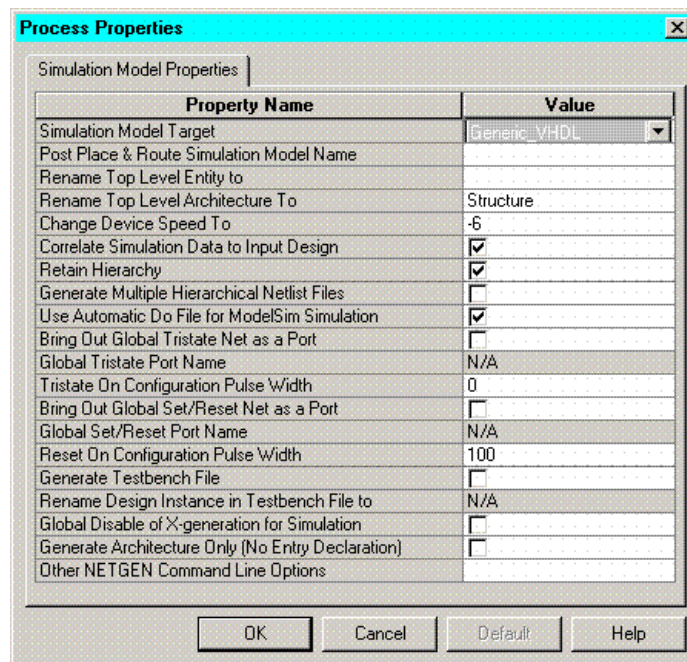 Process Properties
Simulation Model Properties
Property Name Value
Simulation Model Target Generic_VHDL
Post Place & Route Simulation Model Name
Rename Top Level Entity to
Rename Top Level Architecture To Structure
Change Device Speed To -6
Correlate Simulation Data to Input Design
Retain Hierarchy
Generate Multiple Hierarchical Netlist Files
Use Automatic Do File for ModelSim Simulation
Bring Out Global Tristate Net as a Port
Global Tristate Port Name N/A
Tristate On Configuration Pulse Width 0
Bring Out Global Set/Reset Net as a Port
Global Set/Reset Port Name N/A
Reset On Configuration Pulse Width 100
Generate Testbench File
Rename Design Instance in Testbench File to N/A
Global Disable of X-generation for Simulation
Generate Architecture Only (No Entry Declaration)
Other NETGEN Command Line Options
OK Cancel Default Help